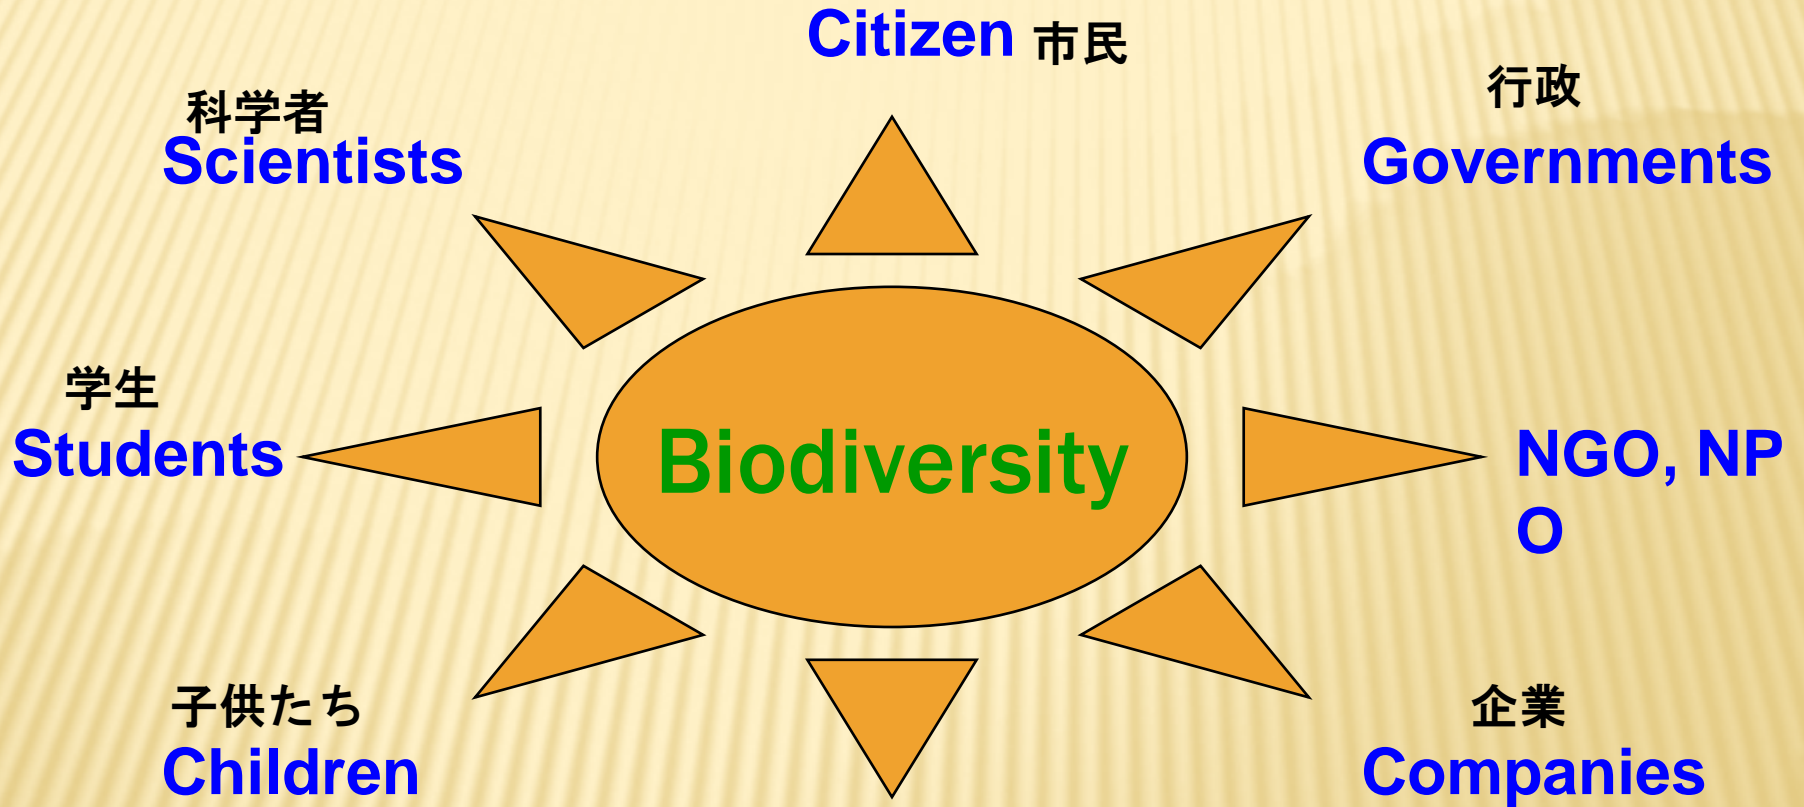 Citizen 市民
科学者
Scientists
行政
Governments
学生
Students
Biodiversity
NGO, NP
O
子供たち
Children
企業
Companies